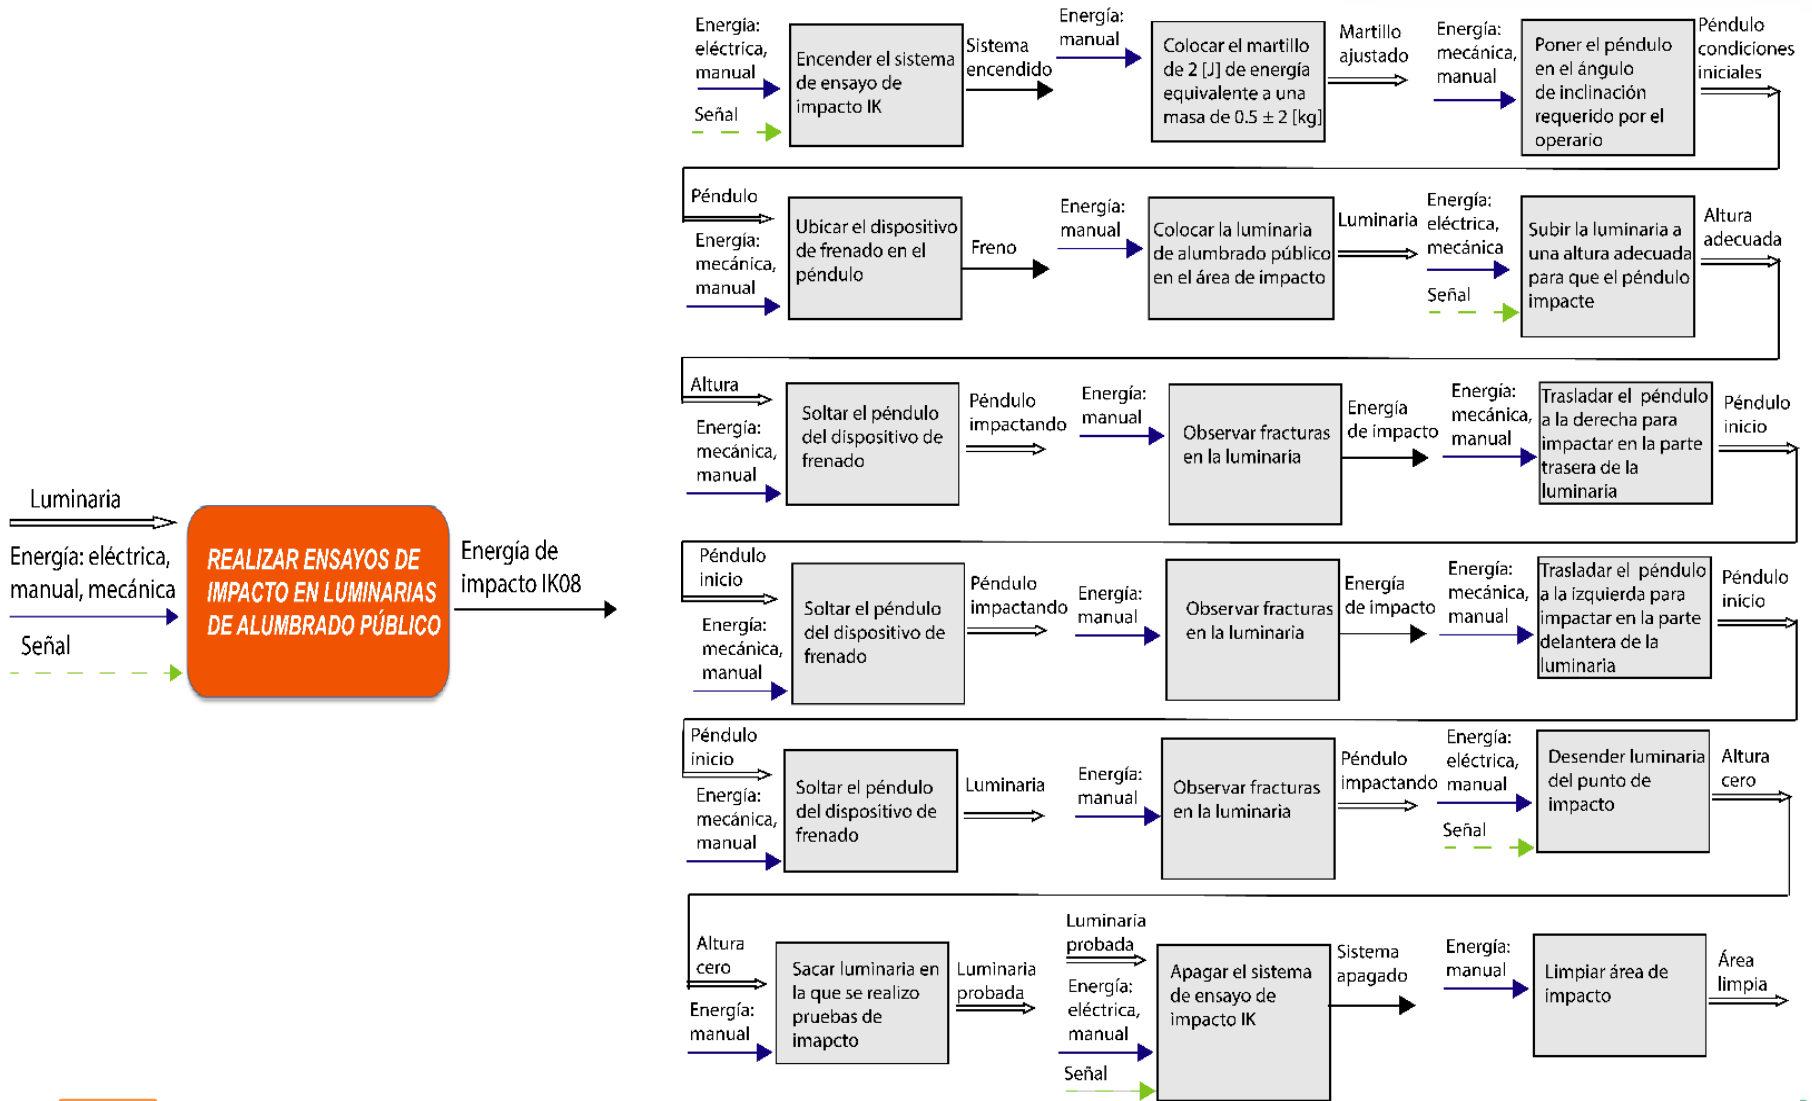 Luminaria
Energía: eléctrica,
manual, mecánica
Señal
REALIZAR ENSAYOS DE
IMPACTO EN LUMINARIAS
DE ALUMBRADO PÚBLICO
Energía de
impacto IK08
Energía:
eléctrica,
manual
Señal
Encender el sistema
de ensayo de
impacto IK
Sistema
encendido
Energía:
manual
Colocar el martillo
de 2 [J] de energía
equivalente a una
masa de 0.5 ± 2 [kg]
Martillo
ajustado
Energía:
mecánica,
manual
Poner el péndulo
en el ángulo
de inclinación
requerido por el
operario
Péndulo
condiciones
iniciales
Péndulo
Energía:
mecánica,
manual
Ubicar el dispositivo
de frenado en el
péndulo
Freno
Energía:
manual
Colocar la luminaria
de alumbrado público
en el área de impacto
Luminaria
Energía:
eléctrica,
mecánica
Señal
Subir la luminaria a
una altura adecuada
para que el péndulo
impacte
Altura
adecuada
Altura
Energía:
mecánica,
manual
Soltar el péndulo
del dispositivo de
frenado
Péndulo
impactando
Energía:
manual
Observar fracturas
en la luminaria
Energía
de impacto
Energía:
mecánica,
manual
Trasladar el péndulo
a la derecha para
impactar en la parte
trasera de la
luminaria
Péndulo
inicio
Péndulo
inicio
Energía:
mecánica,
manual
Soltar el péndulo
del dispositivo de
frenado
Péndulo
impactando
Energía:
manual
Observar fracturas
en la luminaria
Energía
de impacto
Energía:
mecánica,
manual
Trasladar el péndulo
a la izquierda para
impactar en la parte
delantera de la
luminaria
Péndulo
inicio
Péndulo
inicio
Energía:
mecánica,
manual
Soltar el péndulo
del dispositivo de
frenado
Luminaria
Energía:
manual
Observar fracturas
en la luminaria
Péndulo
impactando
Energía:
eléctrica,
manual
Señal
Desender luminaria
del punto de
impacto
Altura
cero
Altura
cero
Energía:
manual
Sacar luminaria en
la que se realizo
pruebas de
imapcto
Luminaria
probada
Luminaria
probada
Energía:
eléctrica,
manual
Señal
Apagar el sistema
de ensayo de
impacto IK
Sistema
apagado
Energía:
manual
Limpiar área de
impacto
Área
limpia